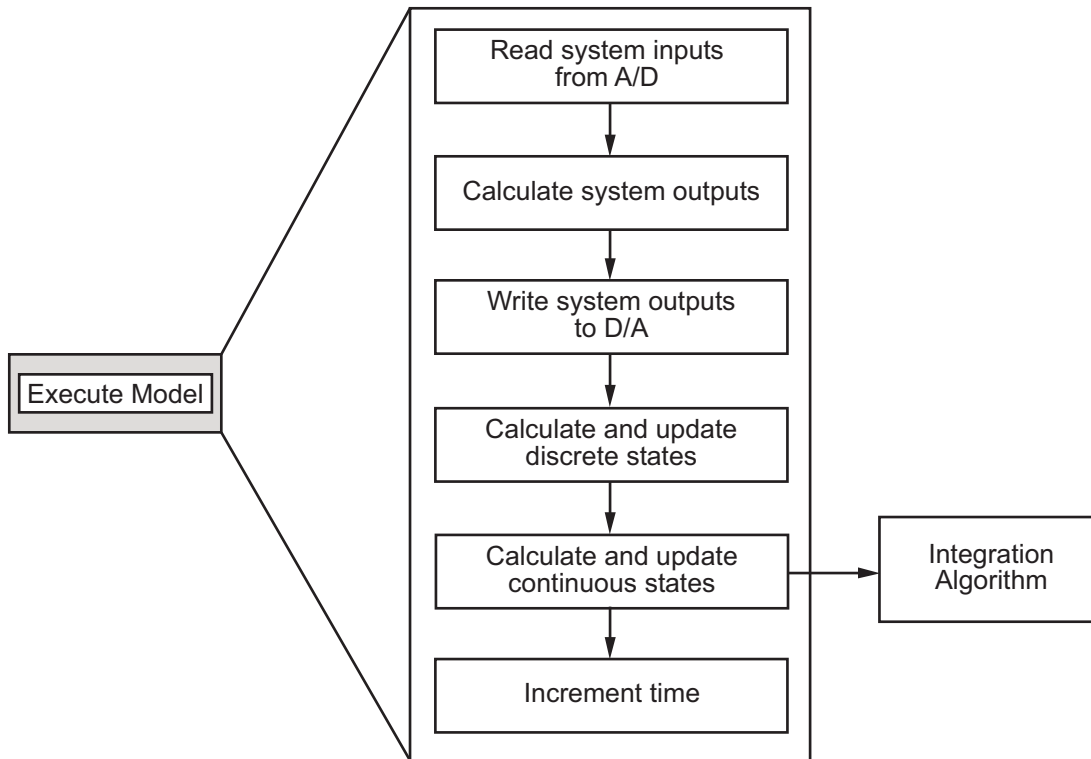 Read system inputs
from A/D
Calculate system outputs
Write system outputs
to D/A
Execute Model
Calculate and update
discrete states
Calculate and update
continuous states
Integration
Algorithm
Increment time